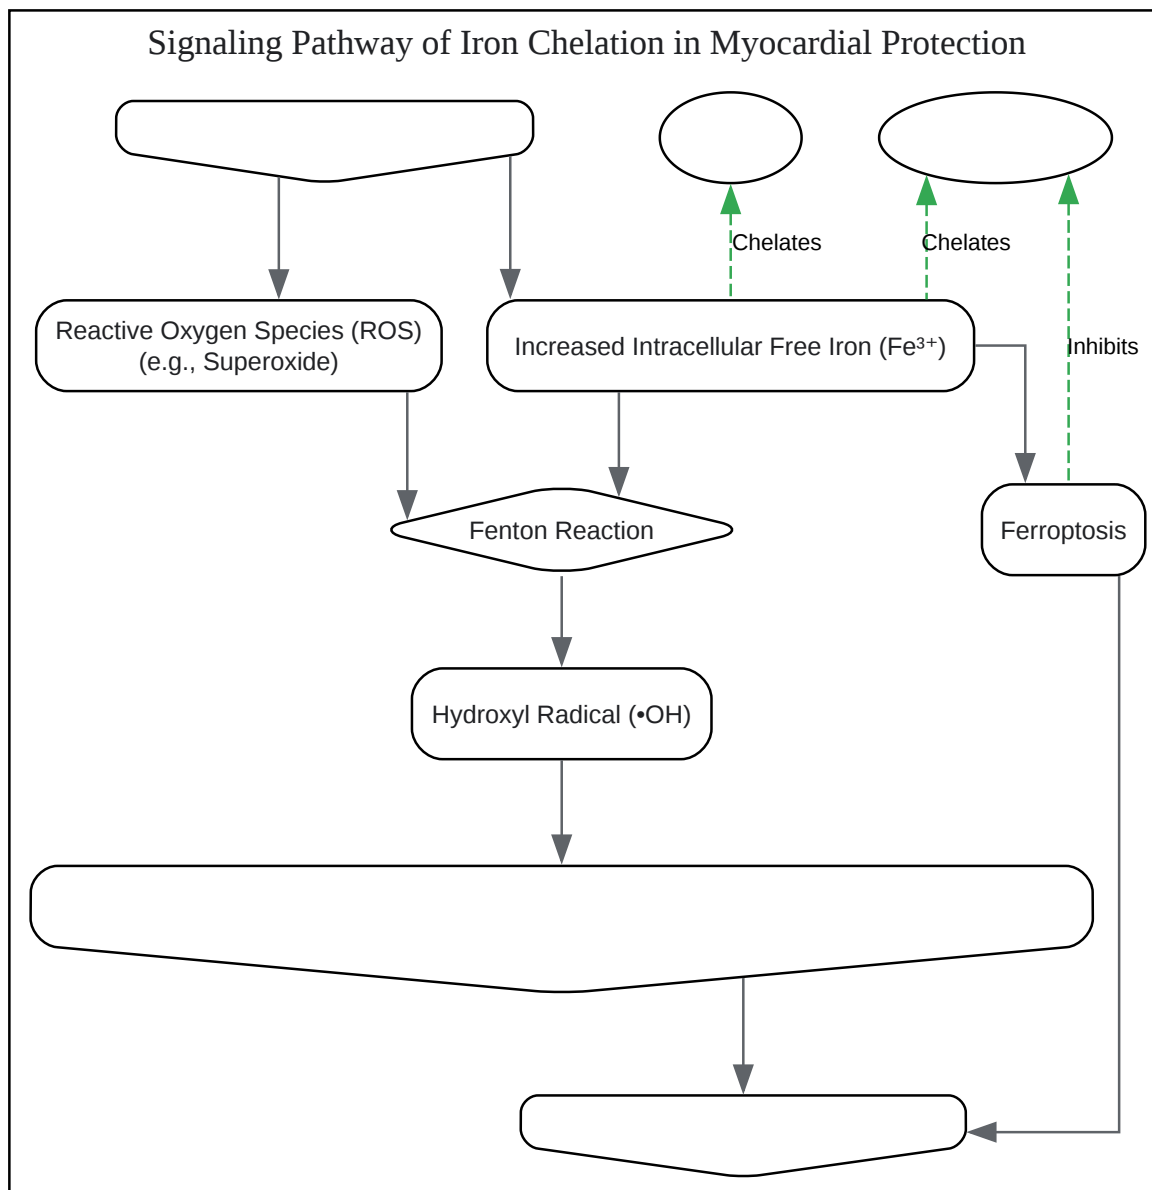 Signaling Pathway of Iron Chelation in Myocardial Protection
Chelates
Chelates
Reactive Oxygen Species (ROS)
(e.g., Superoxide)
Increased Intracellular Free Iron (Fe³⁺)
Inhibits
Fenton Reaction
Ferroptosis
Hydroxyl Radical (•OH)